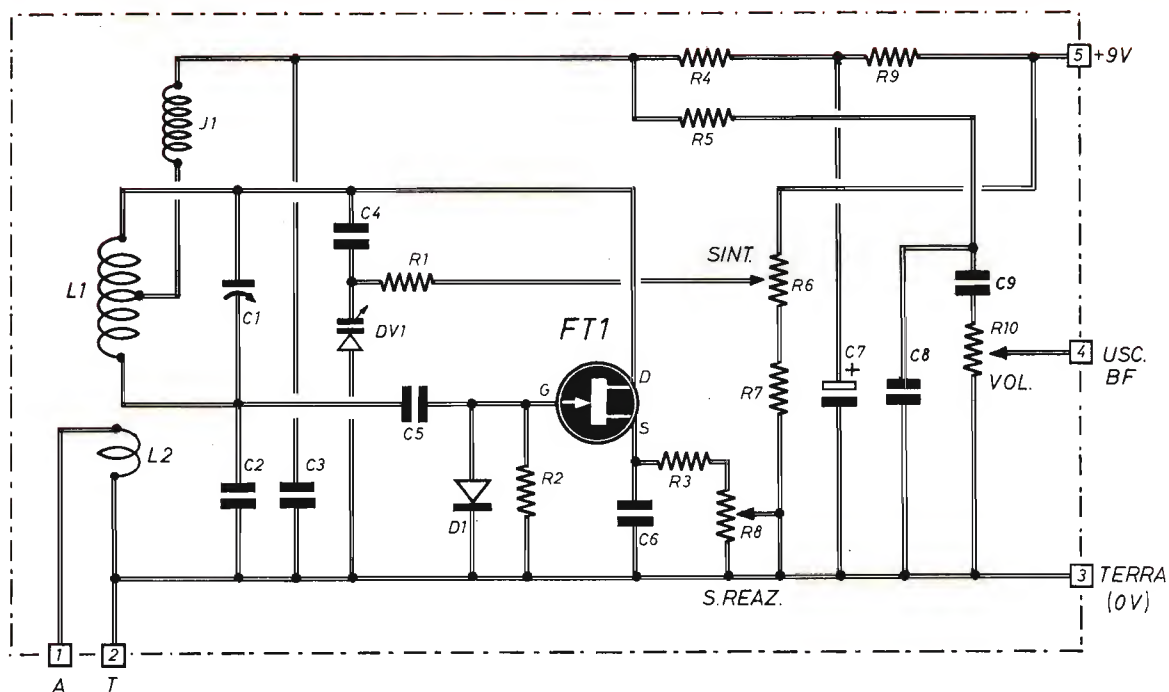 R4
R9
5 +9V
J1
R5
C4
R1
SINT.
R6
C9
L1
C1
DV1
FT1
R10
4 USC.
BF
VOL.
C7
+
C8
G
D
S
R7
C5
L2
C2
C3
D1
R2
R3
C6
R8
S.REAZ.
3 TERRA
(0V)
1
2
A
T